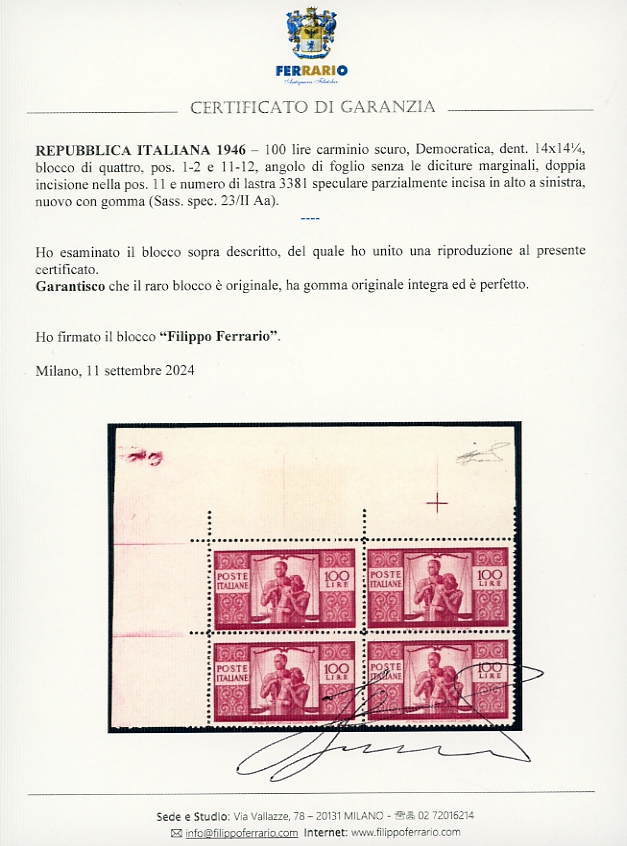 FERRARIO
Antiquares Filatelica
CERTIFICATO DI GARANZIA
REPUBBLICA ITALIANA 1946 – 100 lire carminio scuro, Democratica, dent. 14x14¼,
blocco di quattro, pos. 1-2 e 11-12, angolo di foglio senza le diciture marginali, doppia
incisione nella pos. 11 e numero di lastra 3381 speculare parzialmente incisa in alto a sinistra,
nuovo con gomma (Sass. spec. 23/II Aa).
----
Ho esaminato il blocco sopra descritto, del quale ho unito una riproduzione al presente
certificato.
Garantisco che il raro blocco è originale, ha gomma originale integra ed è perfetto.
Ho firmato il blocco “Filippo Ferrario”.
Milano, 11 settembre 2024
POSTE ITALIANE 100 LIRE POSTE ITALIANE 100 LIRE
POSTE ITALIANE 100 LIRE POSTE ITALIANE 100 LIRE
Sede e Studio: Via Vallazze, 78 – 20131 MILANO - ☏ 02 72016214
✉ info@filippoferrario.com Internet: www.filippoferrario.com